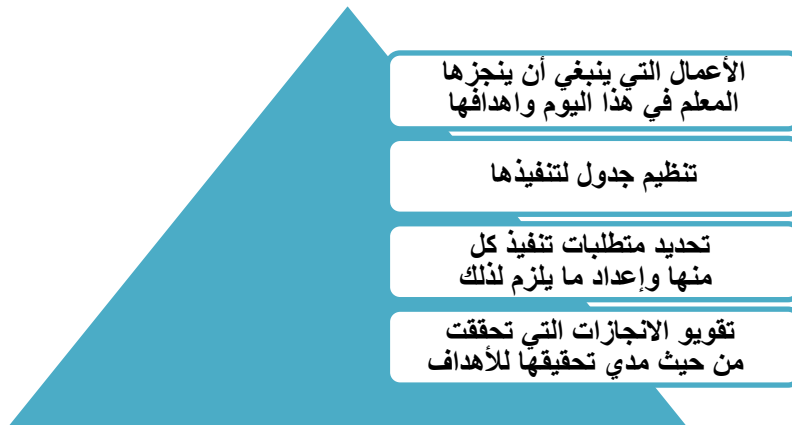 الأعمال التي ينبغي أن ينجزها
المعلم في هذا اليوم واهدافها
تنظيم جدول لتنفيذها
تحديد متطلبات تنفيذ كل
منها وإعداد ما يلزم لذلك
تقويو الانجازات التي تحققت
من حيث مدي تحقيقها للأهداف